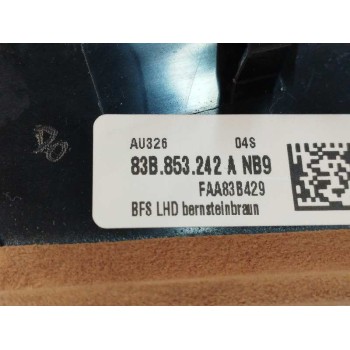 AU326 04S
83B.853.242 A NB9
FAA83B429
BFS LHD bernsteinbraun